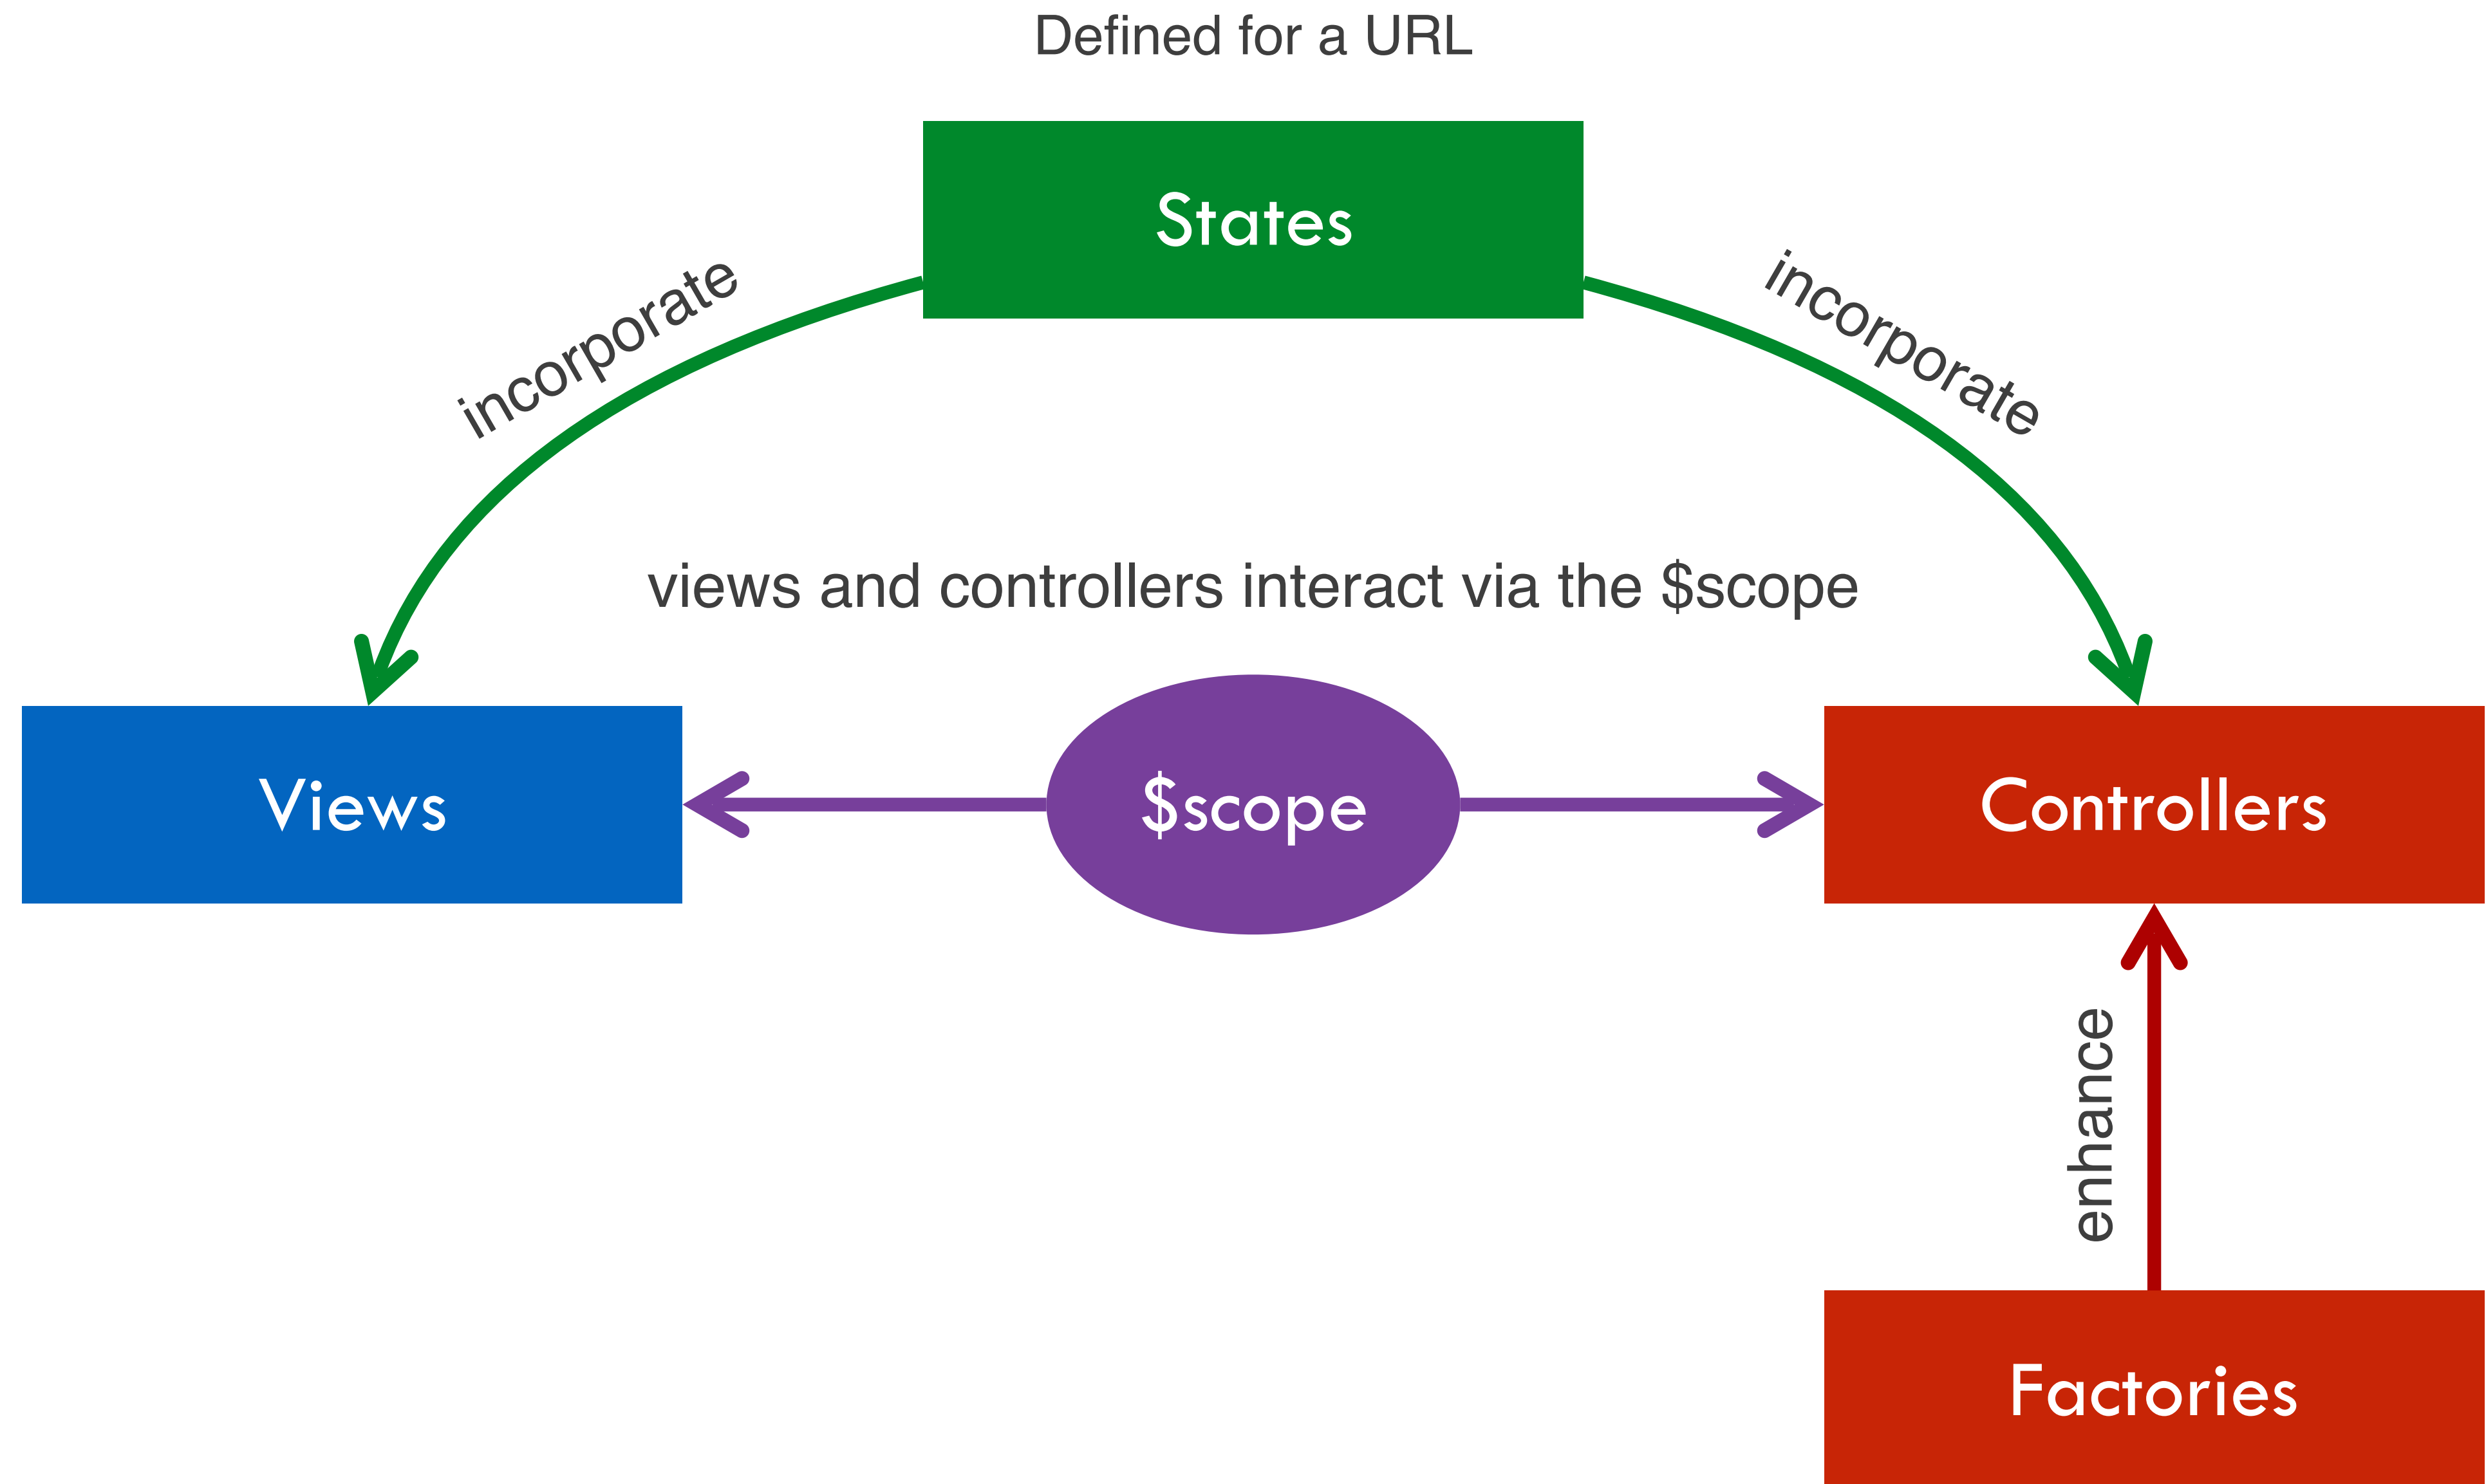 Defined for a URL
States
incorporate
incorporate
views and controllers interact via the $scope
Views
$scope
Controllers
enhance
Factories